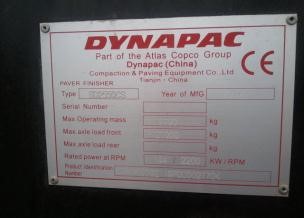 DYNAPAC
Part of the Atlas Copco Group
Dynapac (China)
Compaction & Paving Equipment Co., Ltd.
Tianjin · China
CE
PAVER FINISHER
Type SD2550CS Year of MFG
Serial Number
Max Operating mass kg
Max axle load front kg
Max axle load rear kg
Rated power at RPM / 2200 KW / RPM
Product Identification
Number